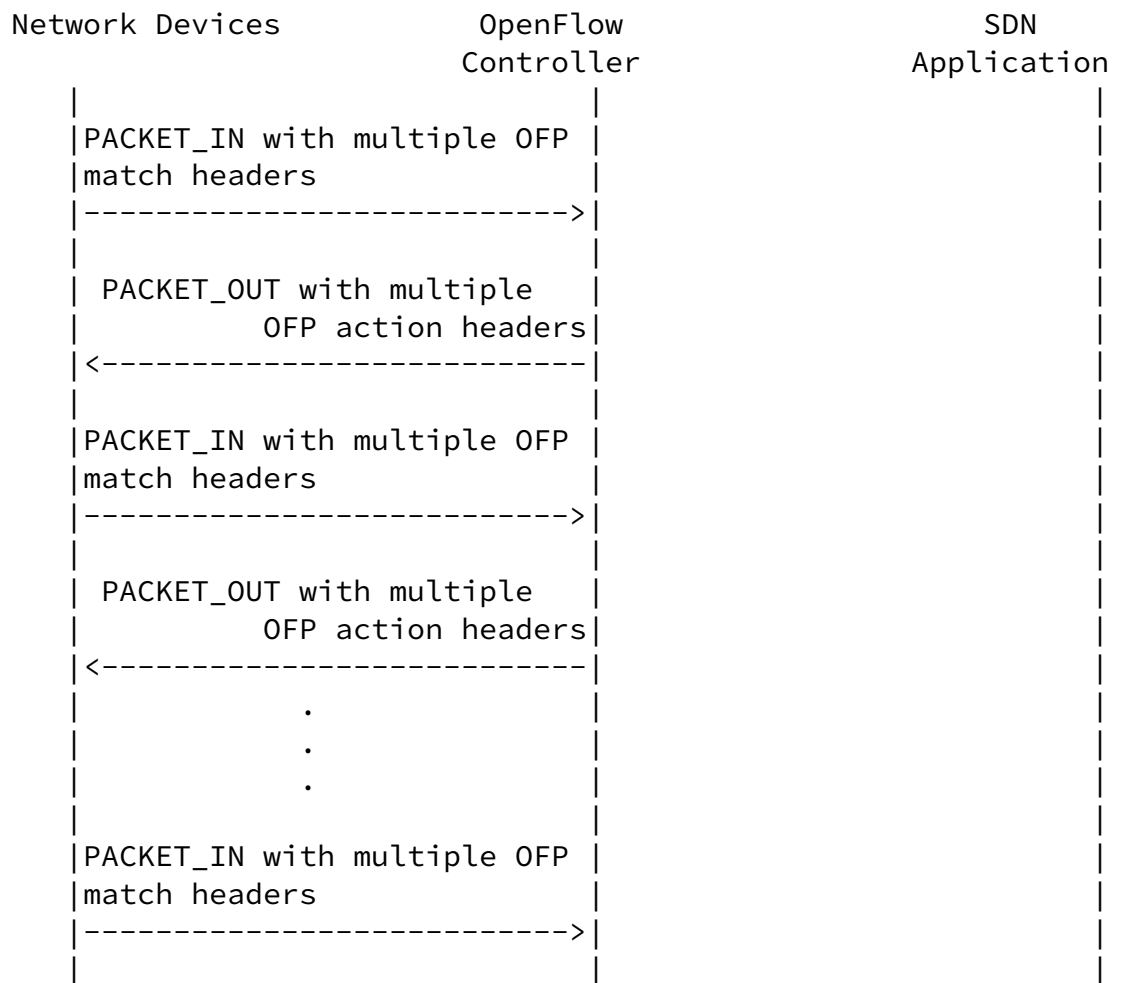 Network Devices OpenFlow SDN
Controller Application
PACKET_IN with multiple OFP
match headers
PACKET_OUT with multiple
OFP action headers
PACKET_IN with multiple OFP
match headers
PACKET_OUT with multiple
OFP action headers
.
.
.
PACKET_IN with multiple OFP
match headers